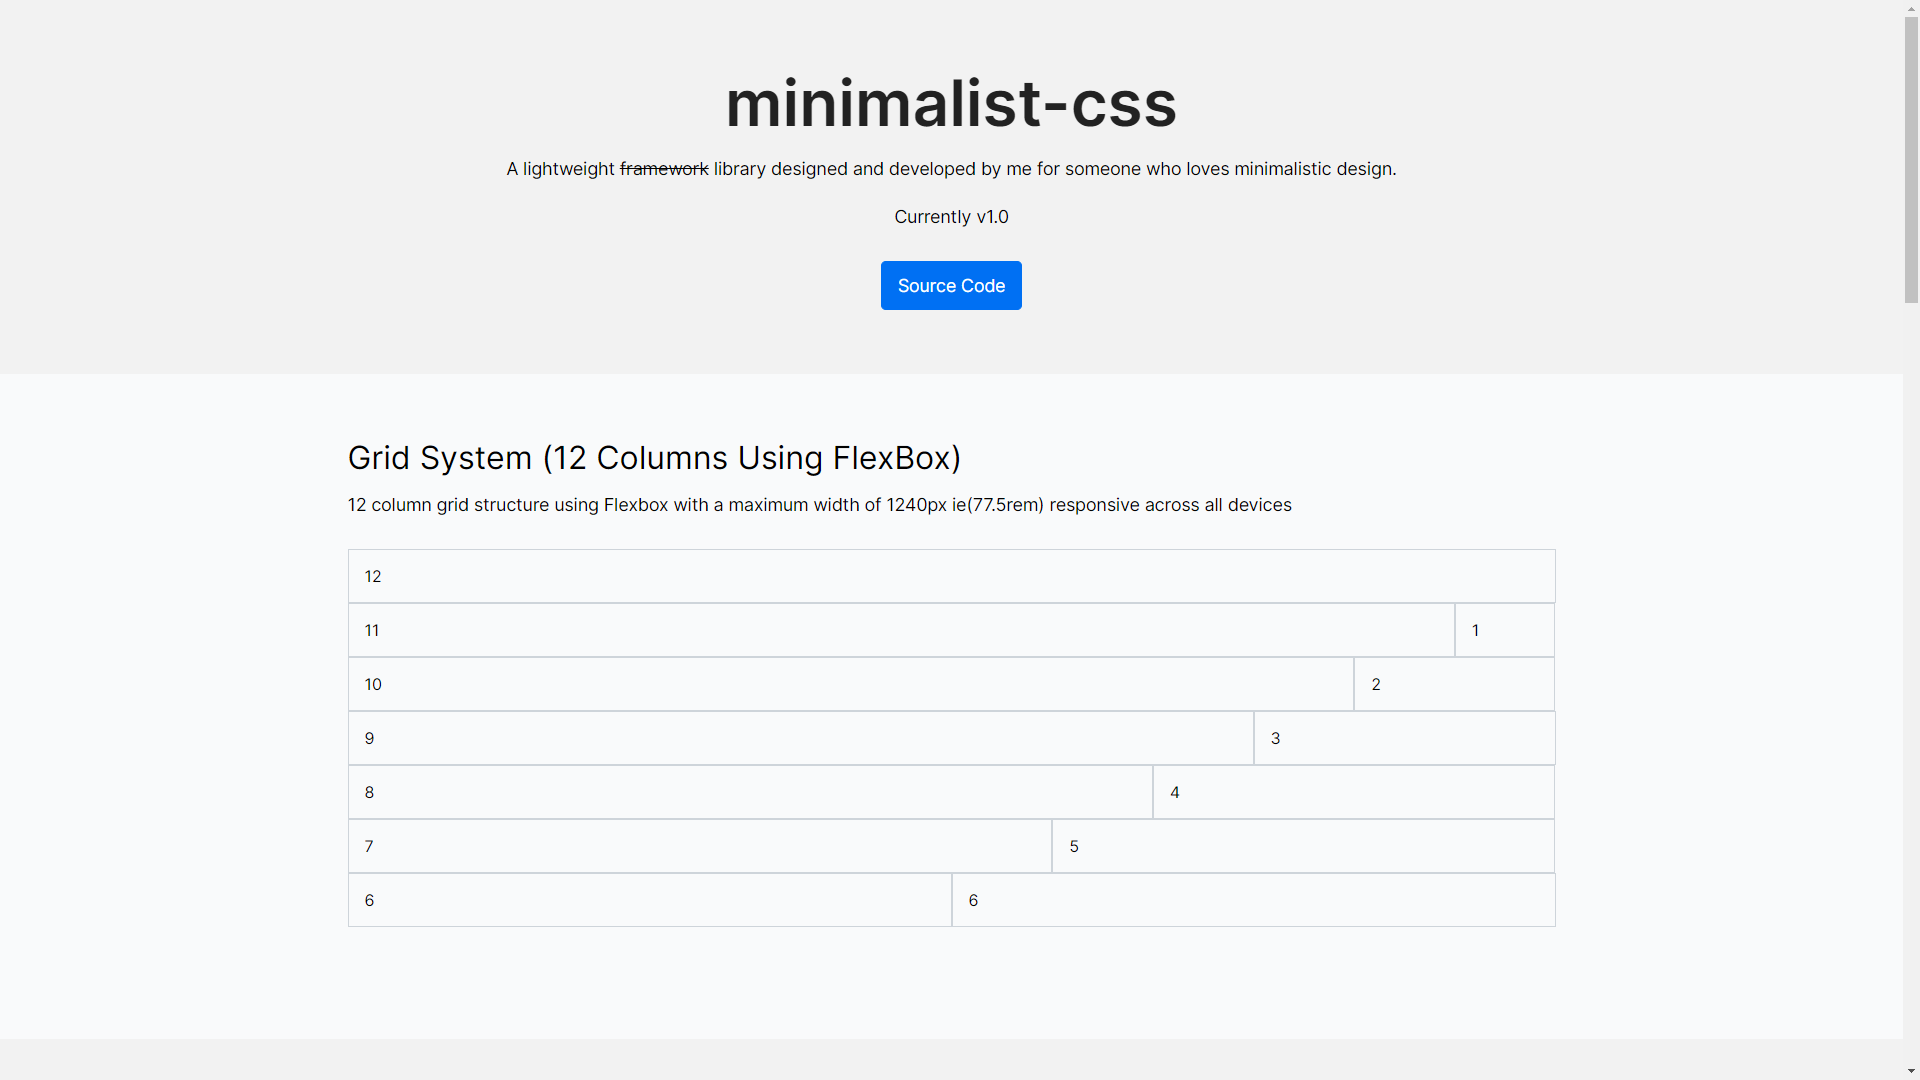 minimalist-css
A lightweight framework library designed and developed by me for someone who loves minimalistic design.
Currently v1.0
Source Code
Grid System (12 Columns Using FlexBox)
12 column grid structure using Flexbox with a maximum width of 1240px ie(77.5rem) responsive across all devices
12
11 1
10 2
9 3
8 4
7 5
6 6